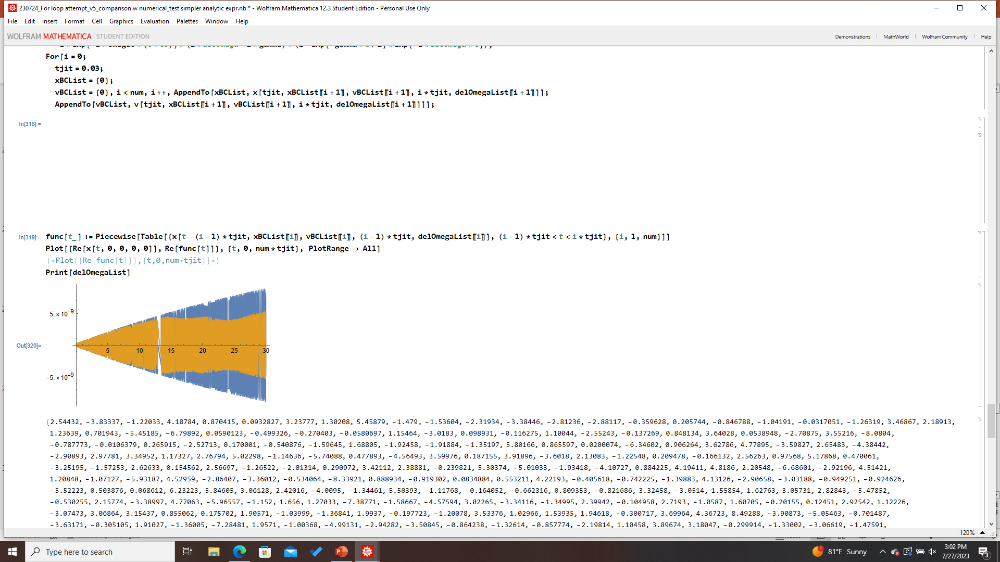 230724_For loop attempt_v5_comparison w numerical_test simpler analytic expr.nb * - Wolfram Mathematica 12.3 Student Edition - Personal Use Only
File Edit Insert Format Cell Graphics Evaluation Palettes Window Help
WOLFRAM MATHEMATICA STUDENT EDITION
Demonstrations MathWorld Wolfram Community Help
For[i = 0;
tjit = 0.03;
xBCList = {0};
vBCList = {0}, i < num, i++, AppendTo[xBCList, x[tjit, xBCList[[i + 1]], vBCList[[i + 1]], i * tjit, delOmegaList[[i + 1]]]];
AppendTo[vBCList, v[tjit, xBCList[[i + 1]], vBCList[[i + 1]], i * tjit, delOmegaList[[i + 1]]]]];
In[318]:=
In[319]:= func[t_] := Piecewise[Table[{x[t - (i - 1) * tjit, xBCList[[i]], vBCList[[i]], (i - 1) * tjit, delOmegaList[[i]]], (i - 1) * tjit < t < i * tjit}, {i, 1, num}]]
Plot[{Re[x[t, 0, 0, 0, 0]], Re[func[t]]}, {t, 0, num * tjit}, PlotRange → All]
(*Plot[{Re[func[t]]},{t,0,num*tjit}]*)
Print[delOmegaList]
5. × 10^-9
Out[320]=
5 10 15 20 25 30
-5. × 10^-9
{2.54432, -3.83337, -1.22033, 4.18784, 0.870415, 0.0932827, 3.23777, 1.30208, 5.45879, -1.479, -1.53604, -2.31934, -3.38446, -2.81236, -2.88117, -0.359628, 0.205744, -0.846788, -1.04191, -0.0317051, -1.26319, 3.46867, 2.18913,
1.23639, 0.701943, -5.45185, -6.79892, 0.0590123, -0.499326, -0.270403, -0.0580697, 1.15464, -3.0183, 0.098931, -0.116275, 1.10044, -2.55243, -0.137269, 0.848134, 3.64028, 0.0538948, -2.70875, 3.55216, -8.0804,
-0.787773, -0.0106379, 0.265915, -2.52713, 0.170001, -0.540876, -1.59645, 1.68805, -1.92458, -1.91884, -1.35197, 5.80166, 0.865597, 0.0200074, -6.34602, 0.906264, 3.62786, 4.77895, -3.59827, 2.65483, -4.38442,
-2.90893, 2.97781, 3.34952, 1.17327, 2.76794, 5.02298, -1.14636, -5.74088, 0.477893, -4.56493, 3.59976, 0.187155, 3.91896, -3.6018, 2.13083, -1.22548, 0.209478, -0.166132, 2.56263, 0.97568, 5.17868, 0.470061,
-3.25195, -1.57253, 2.62633, 0.154562, 2.56697, -1.26522, -2.01314, 0.290972, 3.42112, 2.38881, -0.239821, 5.30374, -5.01033, -1.93418, -4.10727, 0.884225, 4.19411, 4.8186, 2.20548, -6.68601, -2.92196, 4.51421,
1.20848, -1.07127, -5.93187, 4.52959, -2.86407, -3.36012, -0.534064, -8.33921, 0.888934, -0.919302, 0.0834884, 0.553211, 4.22193, -0.405618, -0.742225, -1.39883, 4.13126, -2.90658, -3.03188, -0.949251, -0.924626,
-5.52223, 0.503876, 0.068612, 6.23223, 5.84605, 3.06128, 2.42016, -4.0095, -1.34461, 5.50393, -1.11768, -0.164052, -0.662316, 0.809353, -0.821686, 3.32458, -3.0514, 1.55854, 1.62763, 3.05731, 2.82843, -5.47852,
-0.530255, 2.15774, -3.38997, 4.77063, -5.96557, -1.152, 1.656, 1.27033, -7.38771, -1.58667, -4.57594, 3.02265, -3.34116, -1.34995, 2.39942, -0.104958, 2.7193, -1.0587, 1.60705, -0.20155, 0.12451, 2.92542, 1.12226,
-3.07473, 3.06864, 3.15437, 0.855062, 0.175702, 1.90571, -1.03999, -1.36841, 1.9937, -0.197723, -1.20078, 3.53376, 1.02966, 1.53935, 1.94618, -0.300717, 3.69964, 4.36723, 8.49288, -3.90873, -5.05463, -0.701487,
-3.63171, -0.305105, 1.91027, -1.36005, -7.28481, 1.9571, -1.00368, -4.99131, -2.94282, -3.50845, -0.864238, -1.32614, -0.857774, -2.19814, 1.10458, 3.89674, 3.18047, -0.299914, -1.33002, -3.06619, -1.47591,
120%
Type here to search
81°F Sunny
3:02 PM
7/27/2023
3